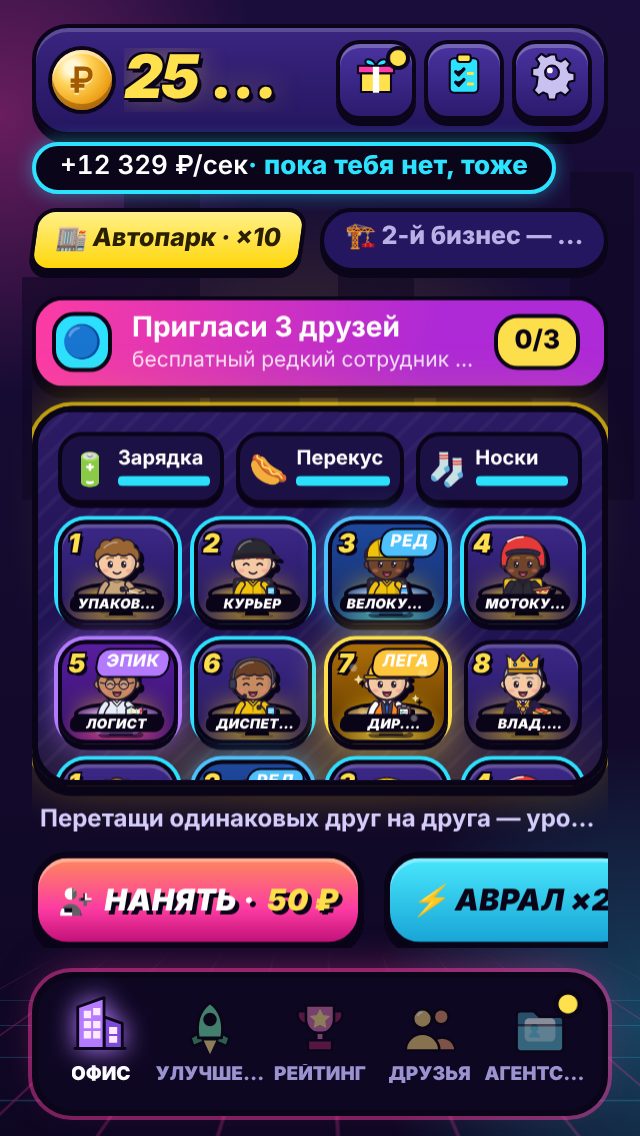 ₽ 25 ...
+12 329 ₽/сек · пока тебя нет, тоже
Автопарк · ×10
2-й бизнес — ...
Пригласи 3 друзей
бесплатный редкий сотрудник ...
0/3
Зарядка
Перекус
Носки
1 УПАКОВ...
2 КУРЬЕР
3 РЕД ВЕЛОКУ...
4 МОТОКУ...
5 ЭПИК ЛОГИСТ
6 ДИСПЕТ...
7 ЛЕГА ДИР....
8 ВЛАД....
Перетащи одинаковых друг на друга — уро...
НАНЯТЬ · 50 ₽
АВРАЛ ×2
ОФИС
УЛУЧШЕ...
РЕЙТИНГ
ДРУЗЬЯ
АГЕНТС...